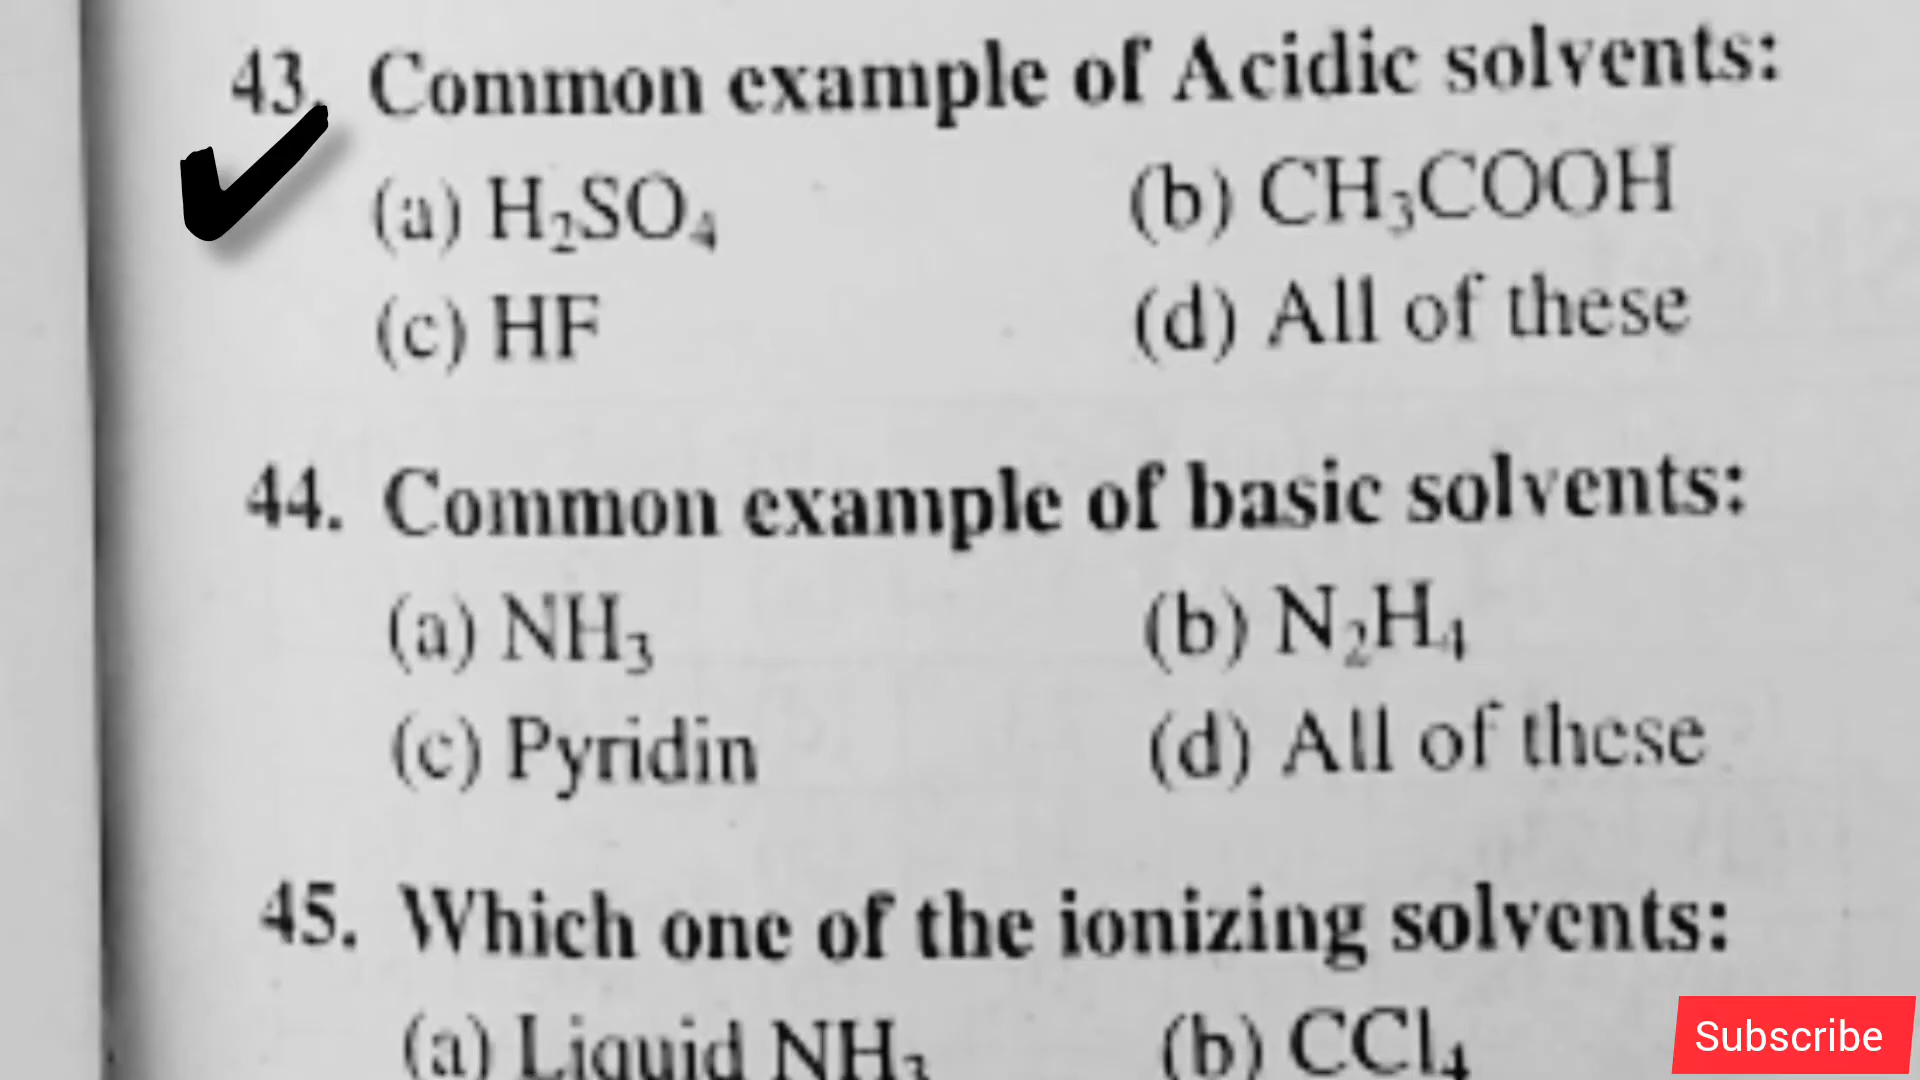 43. Common example of Acidic solvents:
(a) H₂SO₄ (b) CH₃COOH
(c) HF (d) All of these
44. Common example of basic solvents:
(a) NH₃ (b) N₂H₄
(c) Pyridin (d) All of these
45. Which one of the ionizing solvents:
(a) Liquid NH₃ (b) CCl₄
Subscribe